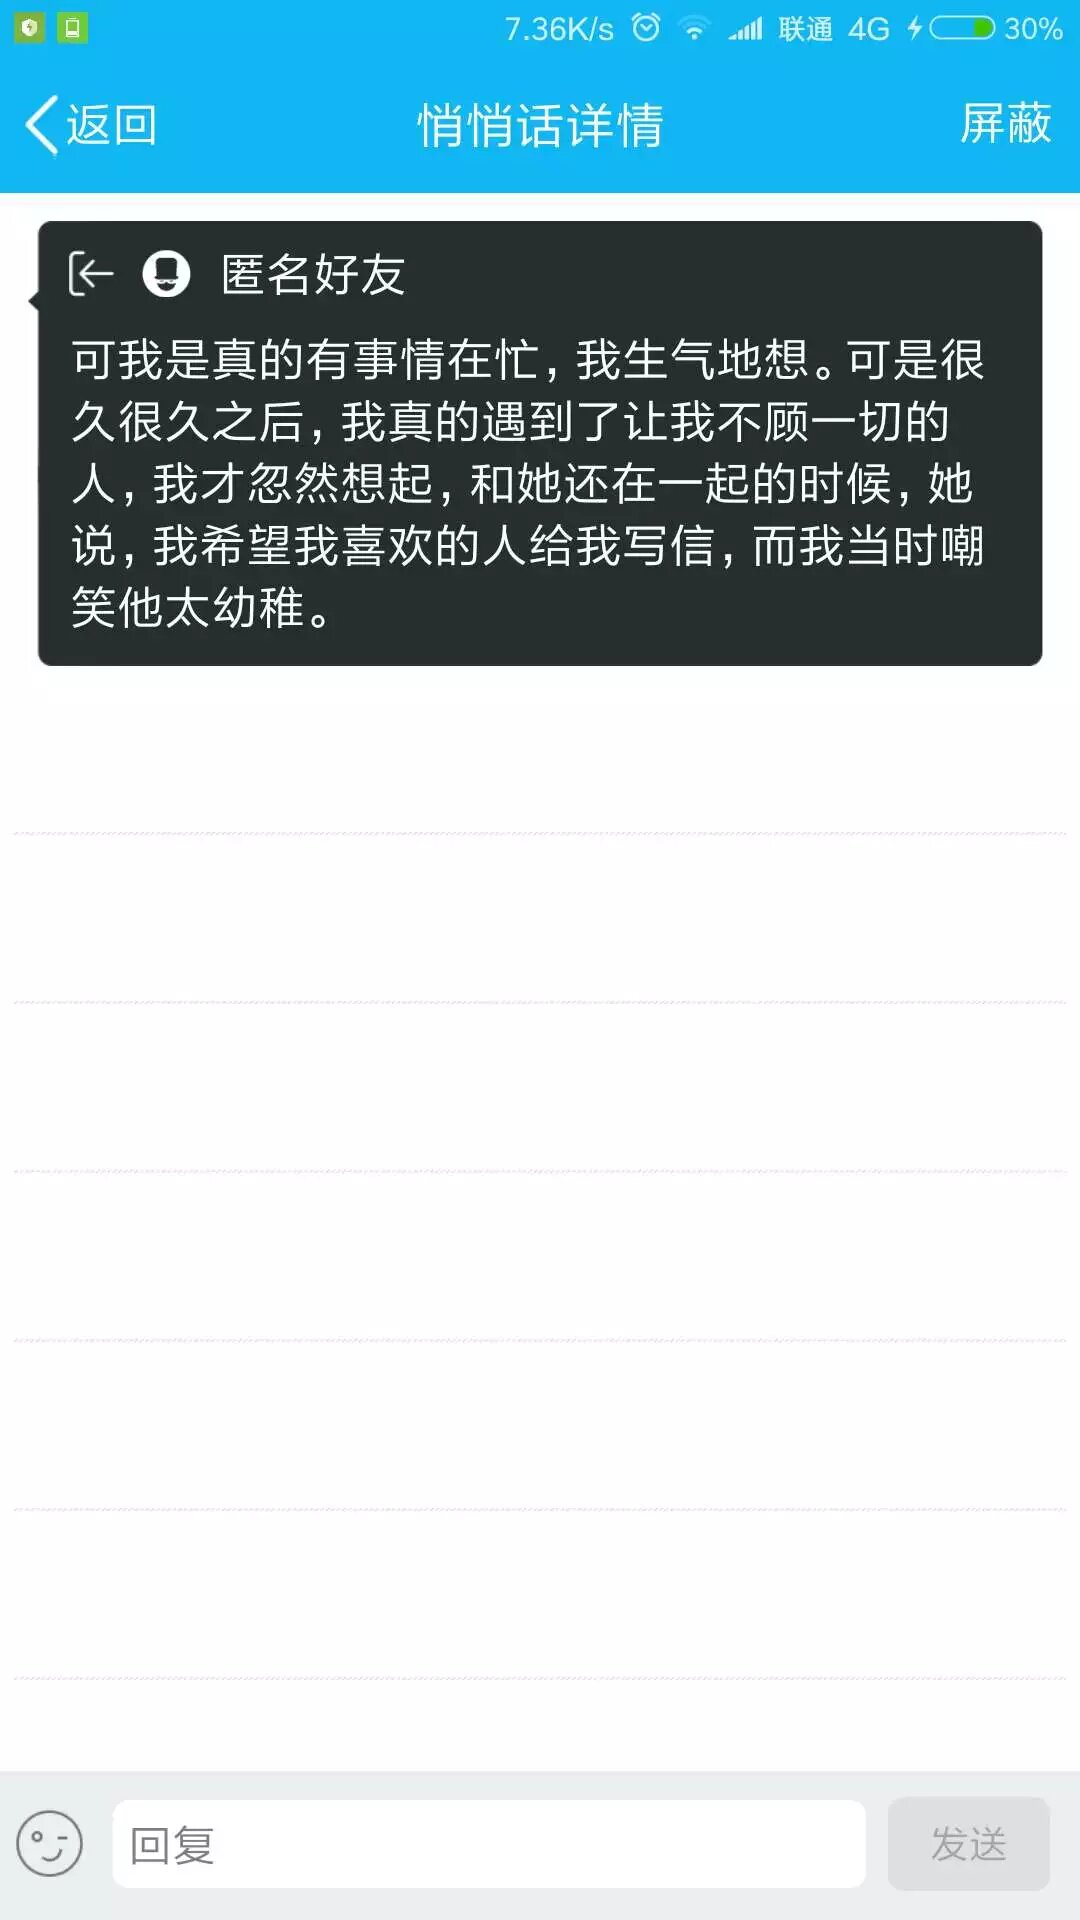 7.36K/s 联通 4G 30%
返回 悄悄话详情 屏蔽
匿名好友
可我是真的有事情在忙，我生气地想。可是很
久很久之后，我真的遇到了让我不顾一切的
人，我才忽然想起，和她还在一起的时候，她
说，我希望我喜欢的人给我写信，而我当时嘲
笑他太幼稚。
回复 发送